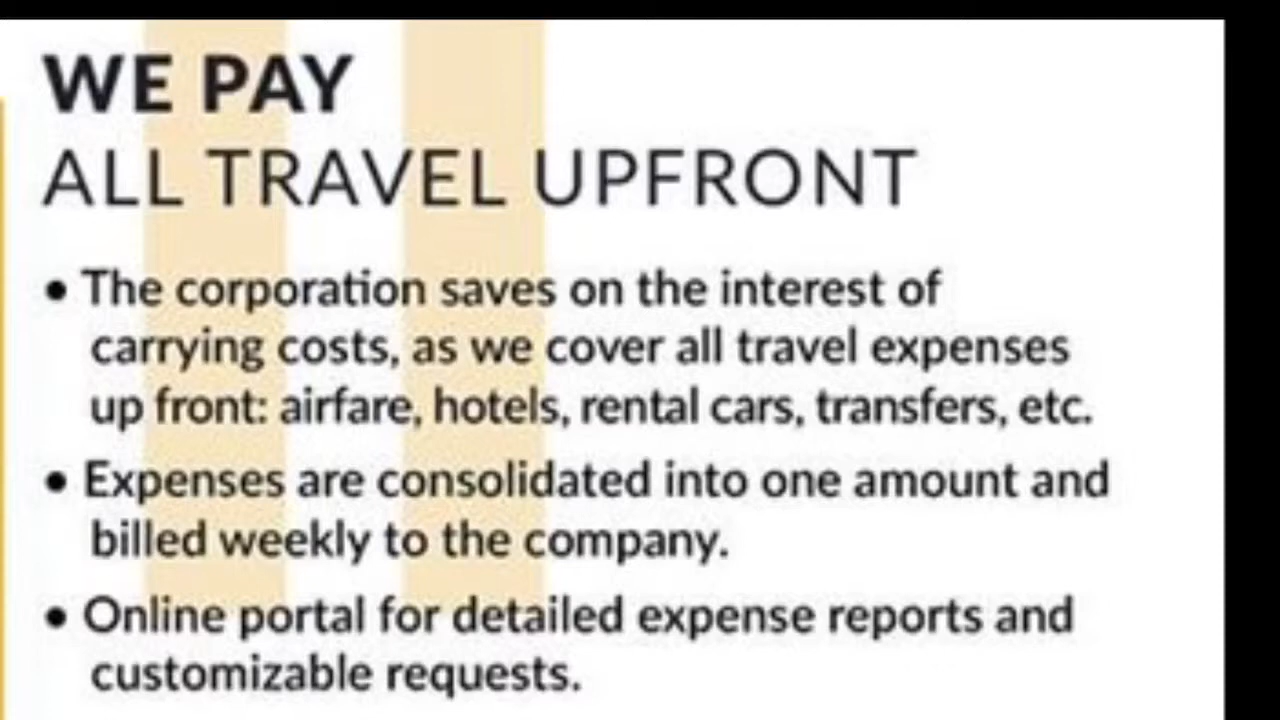 WE PAY
ALL TRAVEL UPFRONT
• The corporation saves on the interest of
carrying costs, as we cover all travel expenses
up front: airfare, hotels, rental cars, transfers, etc.
• Expenses are consolidated into one amount and
billed weekly to the company.
• Online portal for detailed expense reports and
customizable requests.